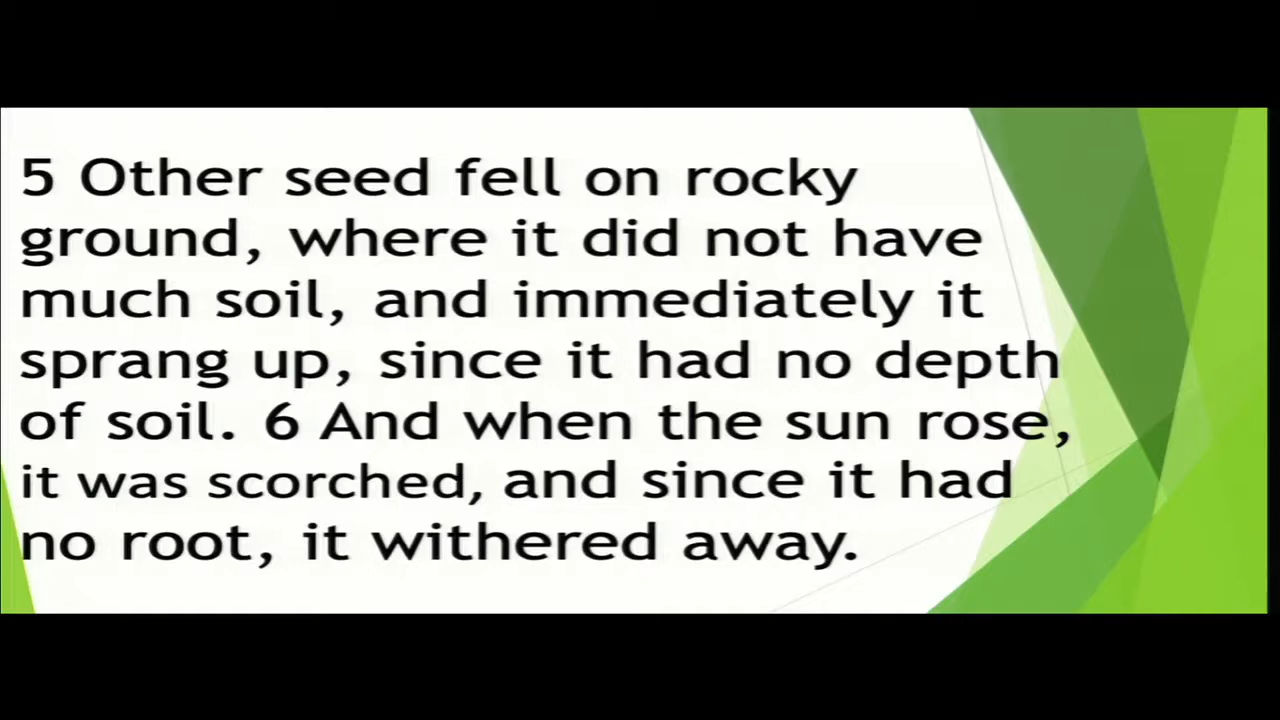 5 Other seed fell on rocky
ground, where it did not have
much soil, and immediately it
sprang up, since it had no depth
of soil. 6 And when the sun rose,
it was scorched, and since it had
no root, it withered away.